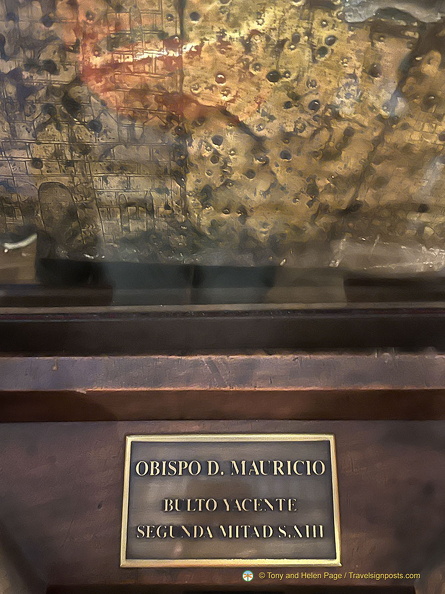 OBISPO D. MAURICIO
BULTO YACENTE
SEGUNDA MITAD S.XIII
© Tony and Helen Page / Travelsignposts.com